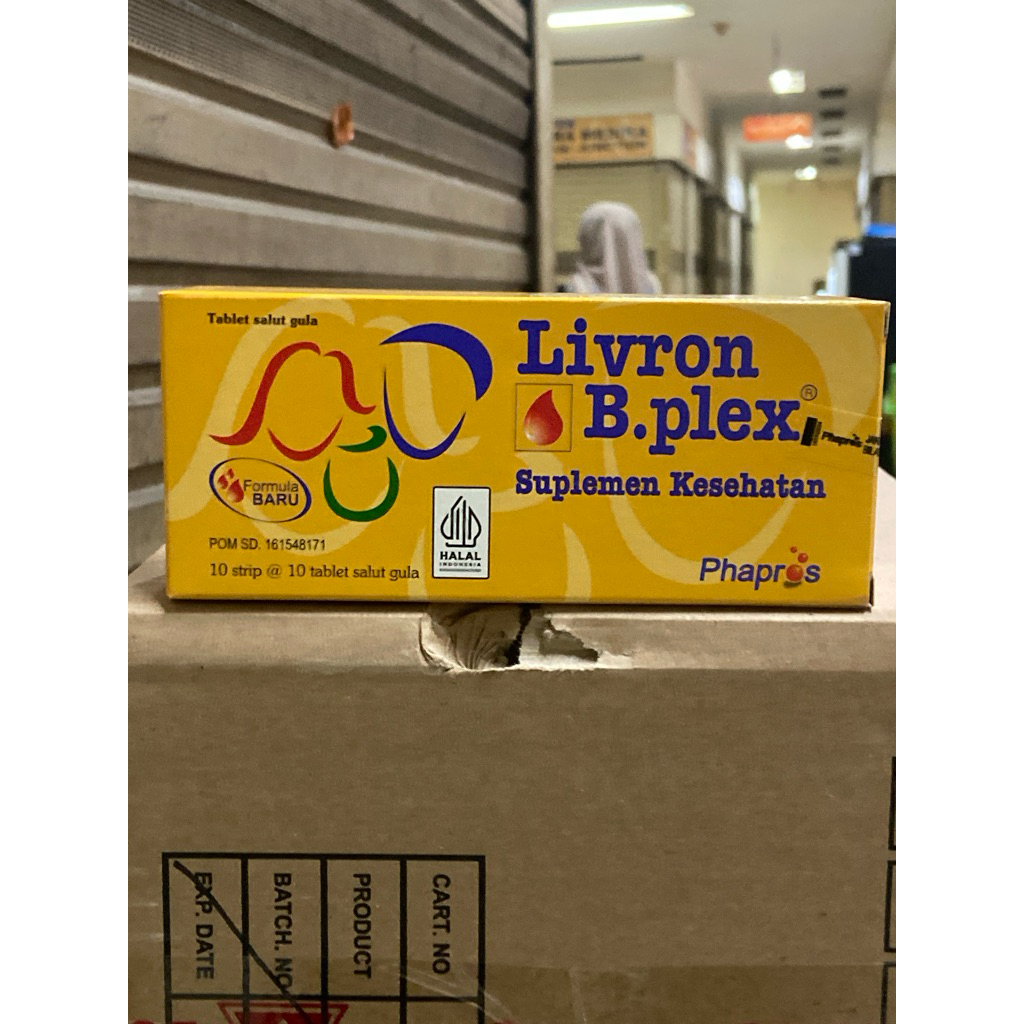 Tablet salut gula
Livron
B.plex®
Suplemen Kesehatan
Formula
BARU
HALAL
INDONESIA
POM SD. 161548171
10 strip @ 10 tablet salut gula
Phapros
Phapros
CART. NO
PRODUCT
BATCH. NO
EXP. DATE